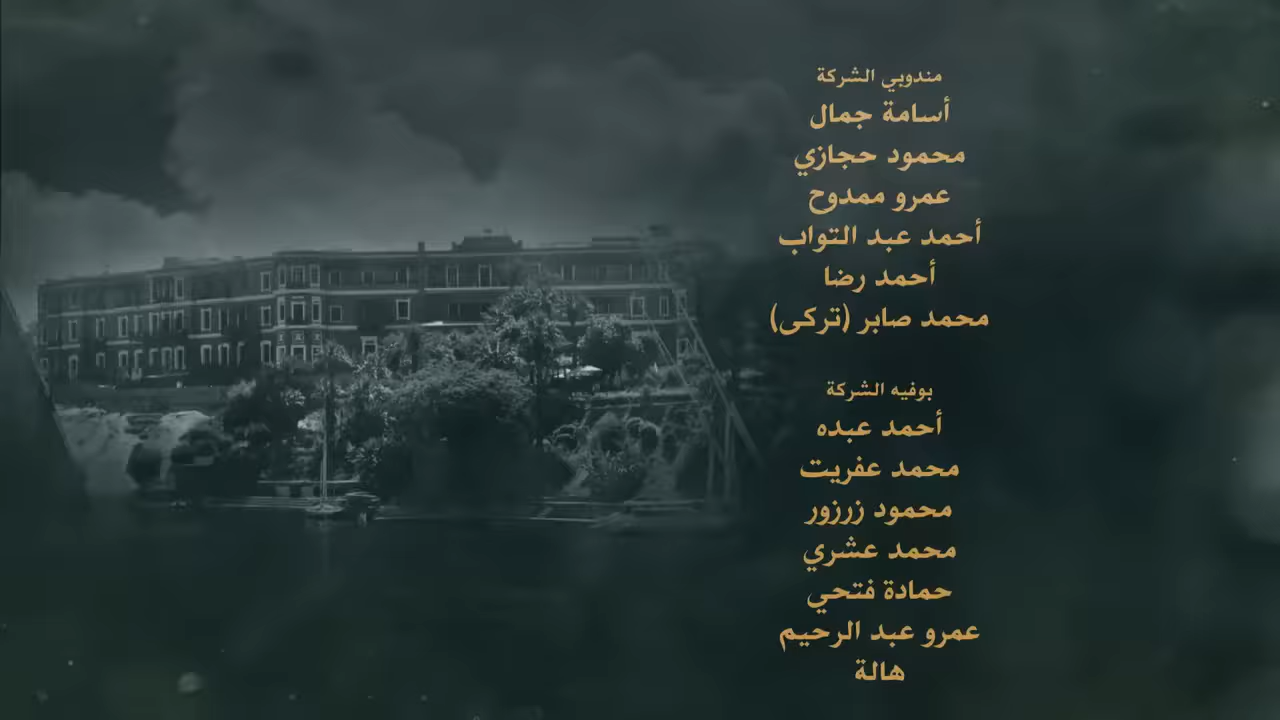 مندوبي الشركة
أسامة جمال
محمود حجازي
عمرو ممدوح
أحمد عبد التواب
أحمد رضا
محمد صابر (تركى)
بوفيه الشركة
أحمد عبده
محمد عفريت
محمود زرزور
محمد عشري
حمادة فتحي
عمرو عبد الرحيم
هالة